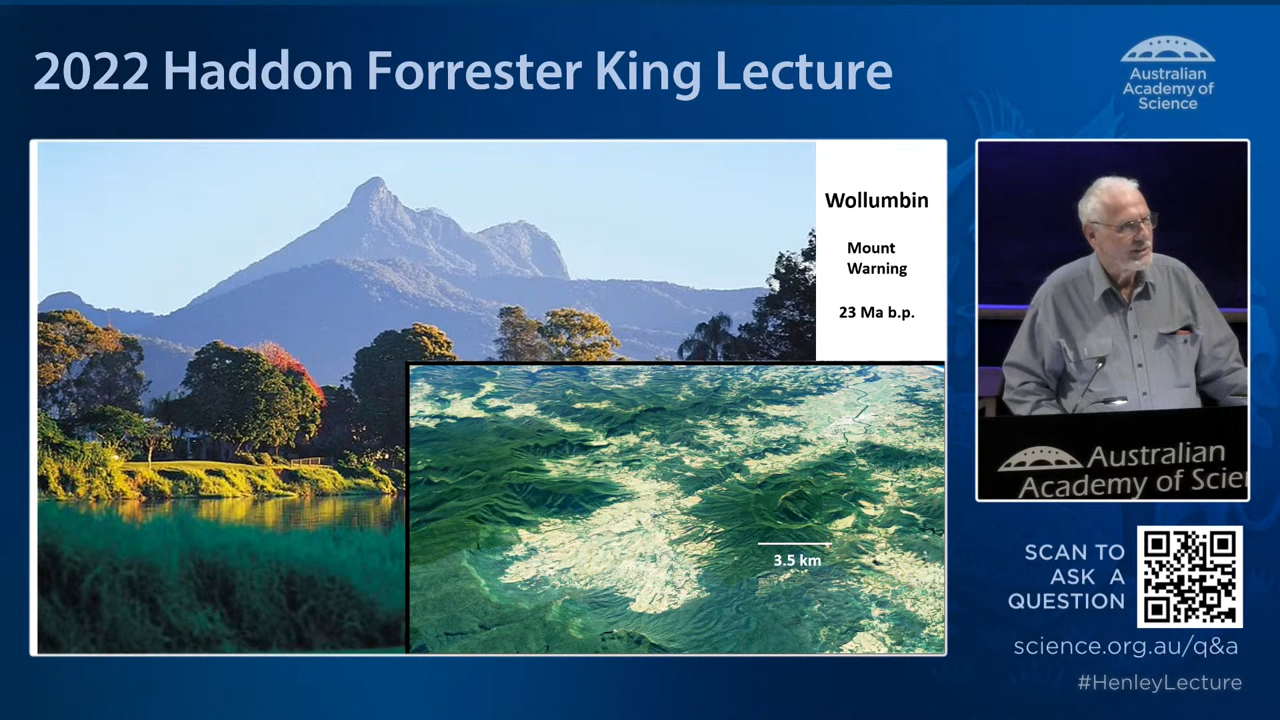 2022 Haddon Forrester King Lecture
Australian
Academy of
Science
Wollumbin
Mount
Warning
23 Ma b.p.
3.5 km
Australian
Academy of Scie
SCAN TO
ASK A
QUESTION
science.org.au/q&a
#HenleyLecture